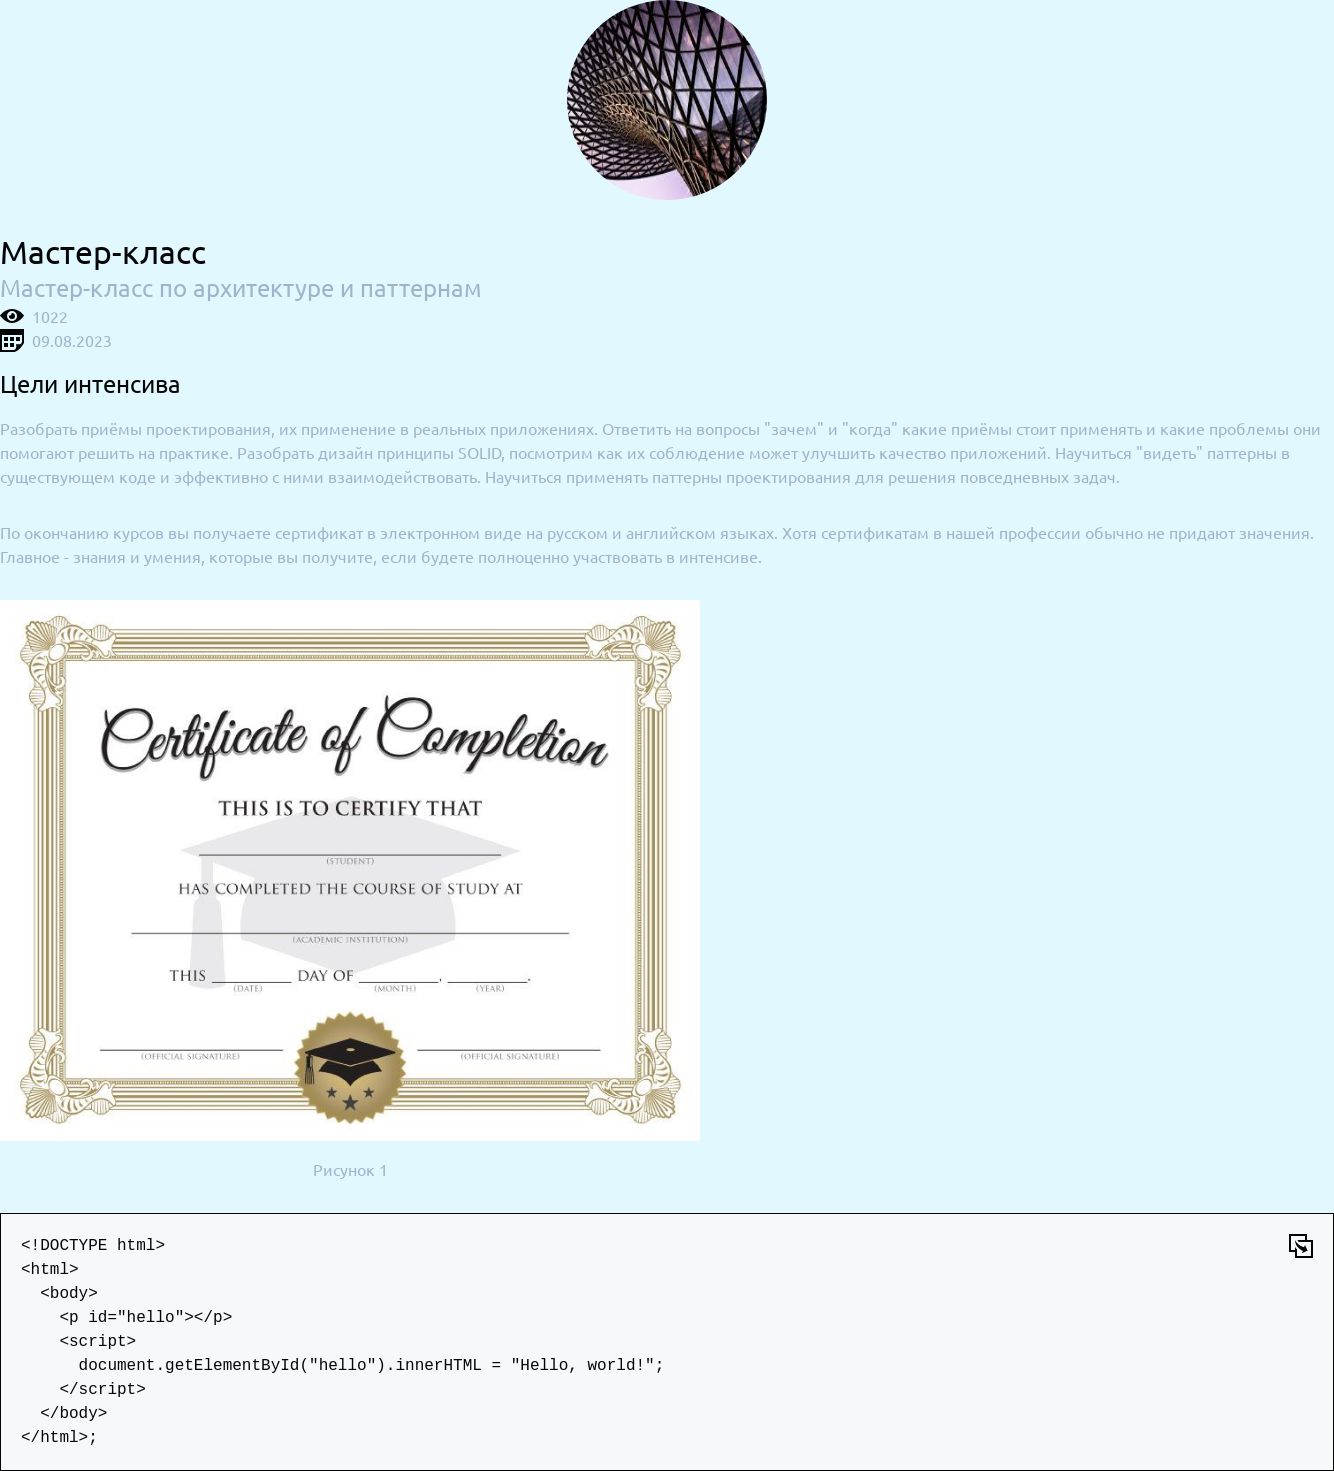 Мастер-класс
Мастер-класс по архитектуре и паттернам
1022
09.08.2023
Цели интенсива
Разобрать приёмы проектирования, их применение в реальных приложениях. Ответить на вопросы "зачем" и "когда" какие приёмы стоит применять и какие проблемы они
помогают решить на практике. Разобрать дизайн принципы SOLID, посмотрим как их соблюдение может улучшить качество приложений. Научиться "видеть" паттерны в
существующем коде и эффективно с ними взаимодействовать. Научиться применять паттерны проектирования для решения повседневных задач.
По окончанию курсов вы получаете сертификат в электронном виде на русском и английском языках. Хотя сертификатам в нашей профессии обычно не придают значения.
Главное - знания и умения, которые вы получите, если будете полноценно участвовать в интенсиве.
Certificate of Completion
THIS IS TO CERTIFY THAT
(STUDENT)
HAS COMPLETED THE COURSE OF STUDY AT
(ACADEMIC INSTITUTION)
THIS __________ DAY OF __________, __________.
(DATE) (MONTH) (YEAR)
(OFFICIAL SIGNATURE) (OFFICIAL SIGNATURE)
Рисунок 1
<!DOCTYPE html>
<html>
  <body>
    <p id="hello"></p>
    <script>
      document.getElementById("hello").innerHTML = "Hello, world!";
    </script>
  </body>
</html>;